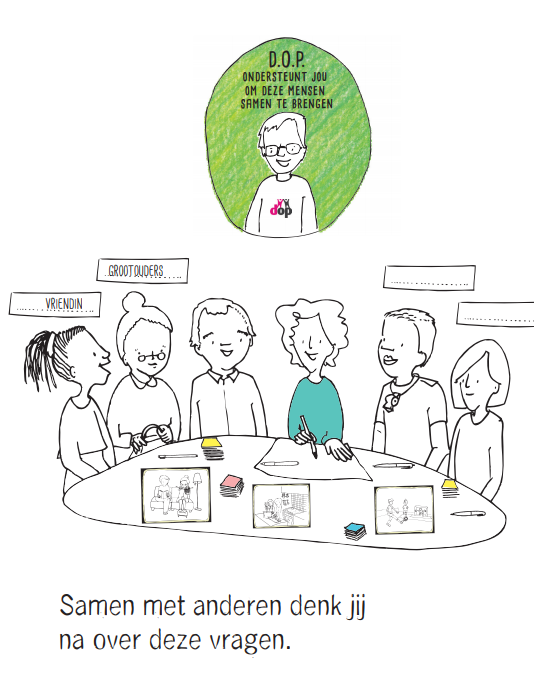 D.O.P.
ONDERSTEUNT JOU
OM DEZE MENSEN
SAMEN TE BRENGEN
dop
GROOTOUDERS
VRIENDIN
Samen met anderen denk jij
na over deze vragen.